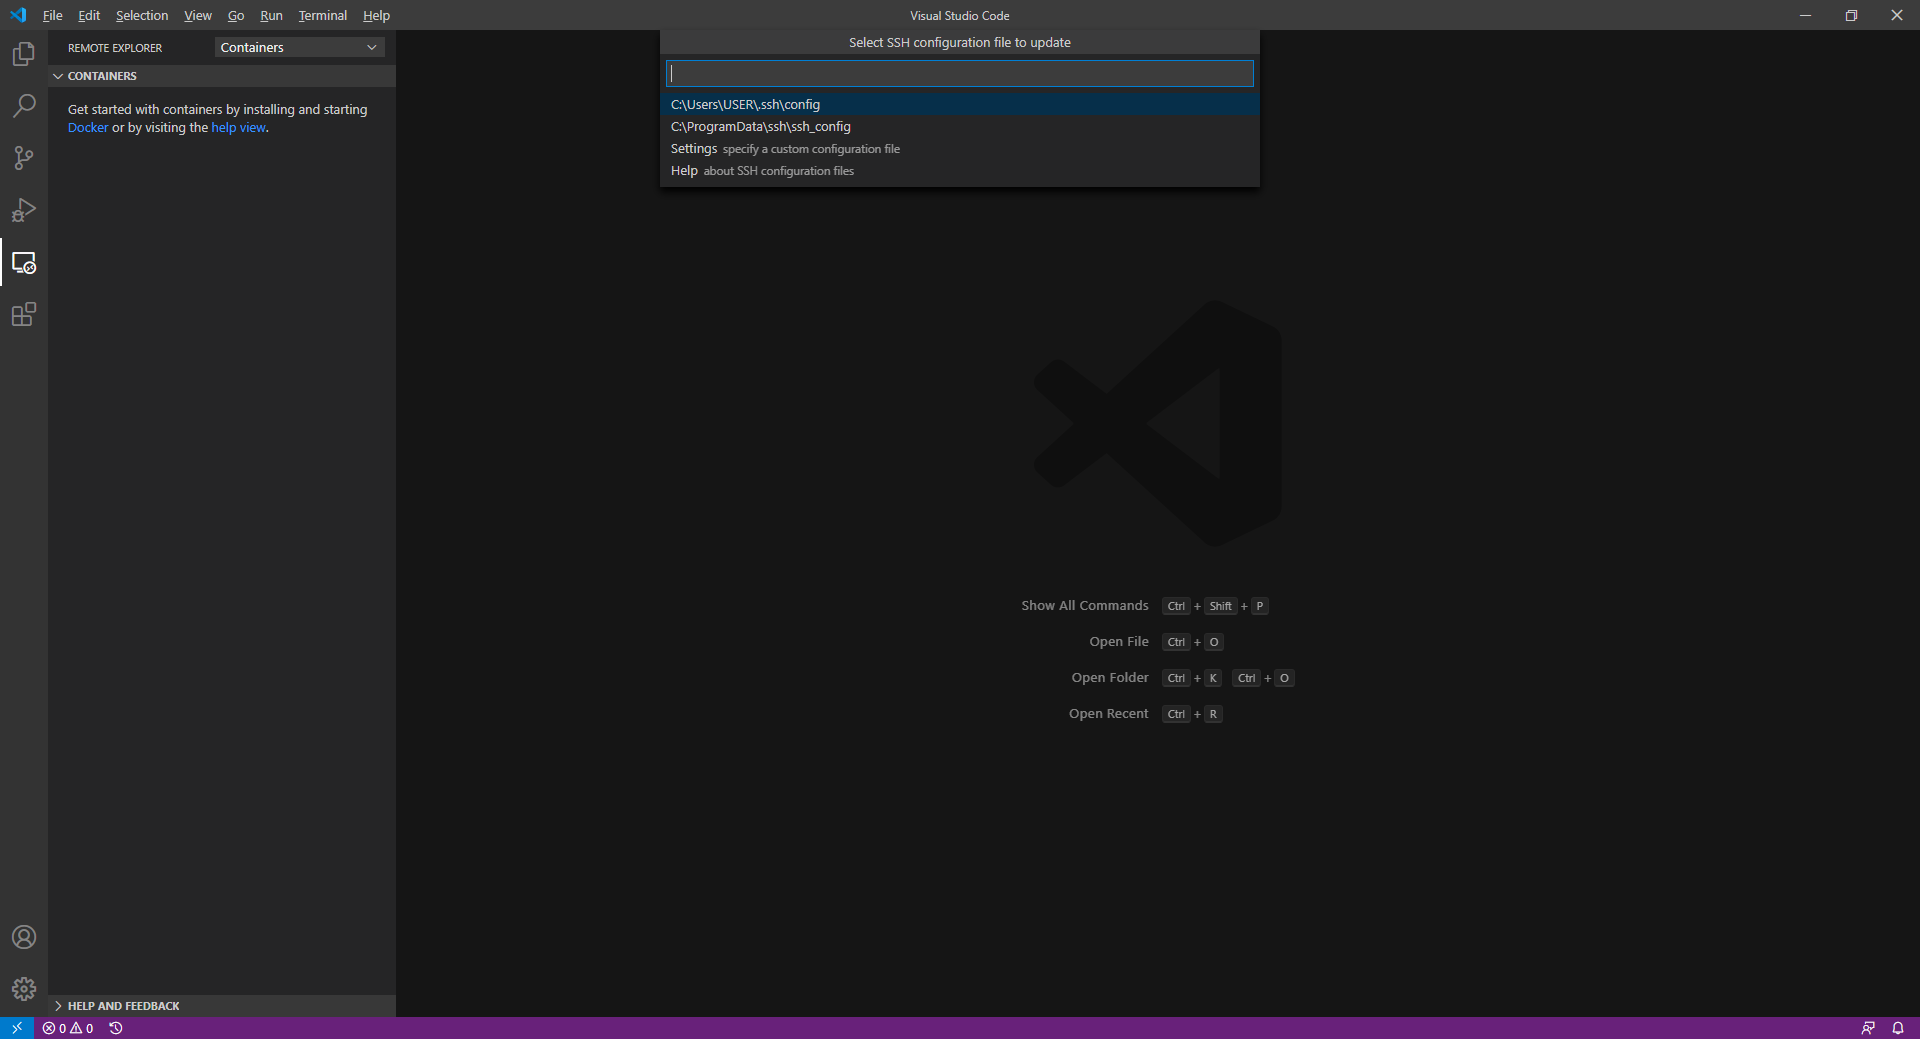 File Edit Selection View Go Run Terminal Help
Visual Studio Code
REMOTE EXPLORER
Containers
CONTAINERS
Get started with containers by installing and starting
Docker or by visiting the help view.
Select SSH configuration file to update
C:\Users\USER\.ssh\config
C:\ProgramData\ssh\ssh_config
Settings specify a custom configuration file
Help about SSH configuration files
Show All Commands Ctrl + Shift + P
Open File Ctrl + O
Open Folder Ctrl + K Ctrl + O
Open Recent Ctrl + R
HELP AND FEEDBACK
0 0